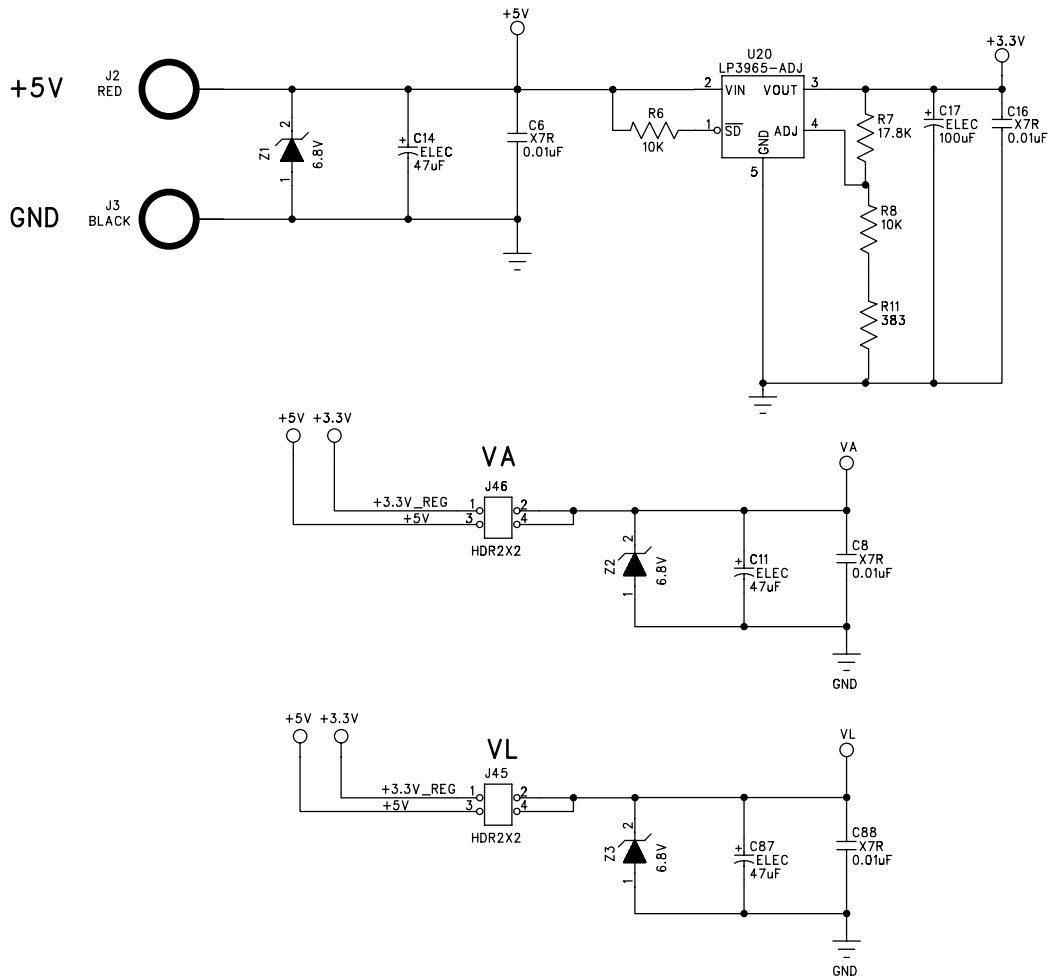 +5V
J2
RED
GND
J3
BLACK
Z1
2
1
6.8V
+
C14
ELEC
47uF
+5V
C6
X7R
0.01uF
R6
10K
U20
LP3965-ADJ
2
VIN
VOUT
3
1
SD
ADJ
4
GND
5
R7
17.8K
R8
10K
R11
383
+
C17
ELEC
100uF
+3.3V
C16
X7R
0.01uF
+5V
+3.3V
VA
J46
+3.3V_REG
1
2
+5V
3
4
HDR2X2
Z2
2
1
6.8V
+
C11
ELEC
47uF
VA
C8
X7R
0.01uF
GND
+5V
+3.3V
VL
J45
+3.3V_REG
1
2
+5V
3
4
HDR2X2
Z3
2
1
6.8V
+
C87
ELEC
47uF
VL
C88
X7R
0.01uF
GND